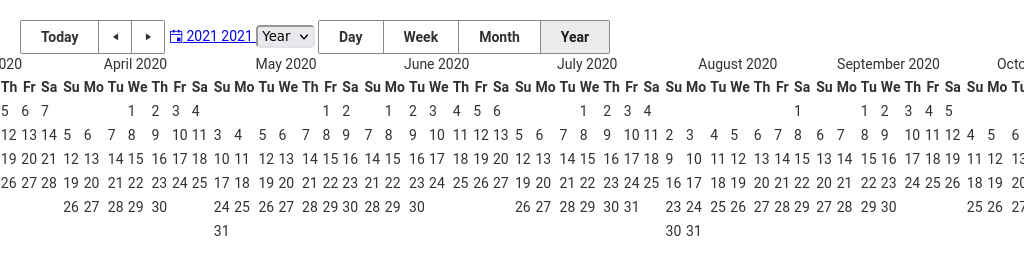 Today ◂ ▸ 2021 2021 Year Day Week Month Year
020 April 2020 May 2020 June 2020 July 2020 August 2020 September 2020 Octo
Th Fr Sa Su Mo Tu We Th Fr Sa Su Mo Tu We Th Fr Sa Su Mo Tu We Th Fr Sa Su Mo Tu We Th Fr Sa Su Mo Tu We Th Fr Sa Su Mo Tu We Th Fr Sa Su Mo Tu
5 6 7 1 2 3 4 1 2 1 2 3 4 5 6 1 2 3 4 1 1 2 3 4 5
12 13 14 5 6 7 8 9 10 11 3 4 5 6 7 8 9 7 8 9 10 11 12 13 5 6 7 8 9 10 11 2 3 4 5 6 7 8 6 7 8 9 10 11 12 4 5 6
19 20 21 12 13 14 15 16 17 18 10 11 12 13 14 15 16 14 15 16 17 18 19 20 12 13 14 15 16 17 18 9 10 11 12 13 14 15 13 14 15 16 17 18 19 11 12 13
26 27 28 19 20 21 22 23 24 25 17 18 19 20 21 22 23 21 22 23 24 25 26 27 19 20 21 22 23 24 25 16 17 18 19 20 21 22 20 21 22 23 24 25 26 18 19 20
26 27 28 29 30 24 25 26 27 28 29 30 28 29 30 26 27 28 29 30 31 23 24 25 26 27 28 29 27 28 29 30 25 26 27
31 30 31